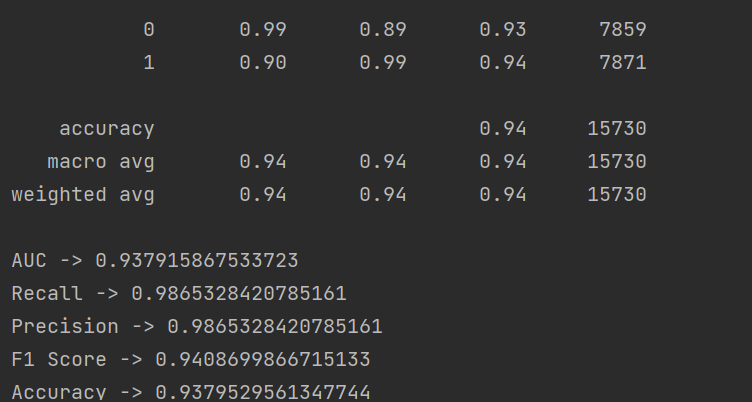 0 0.99 0.89 0.93 7859
1 0.90 0.99 0.94 7871
accuracy 0.94 15730
macro avg 0.94 0.94 0.94 15730
weighted avg 0.94 0.94 0.94 15730
AUC -> 0.937915867533723
Recall -> 0.9865328420785161
Precision -> 0.9865328420785161
F1 Score -> 0.9408699866715133
Accuracy -> 0.9379529561347744